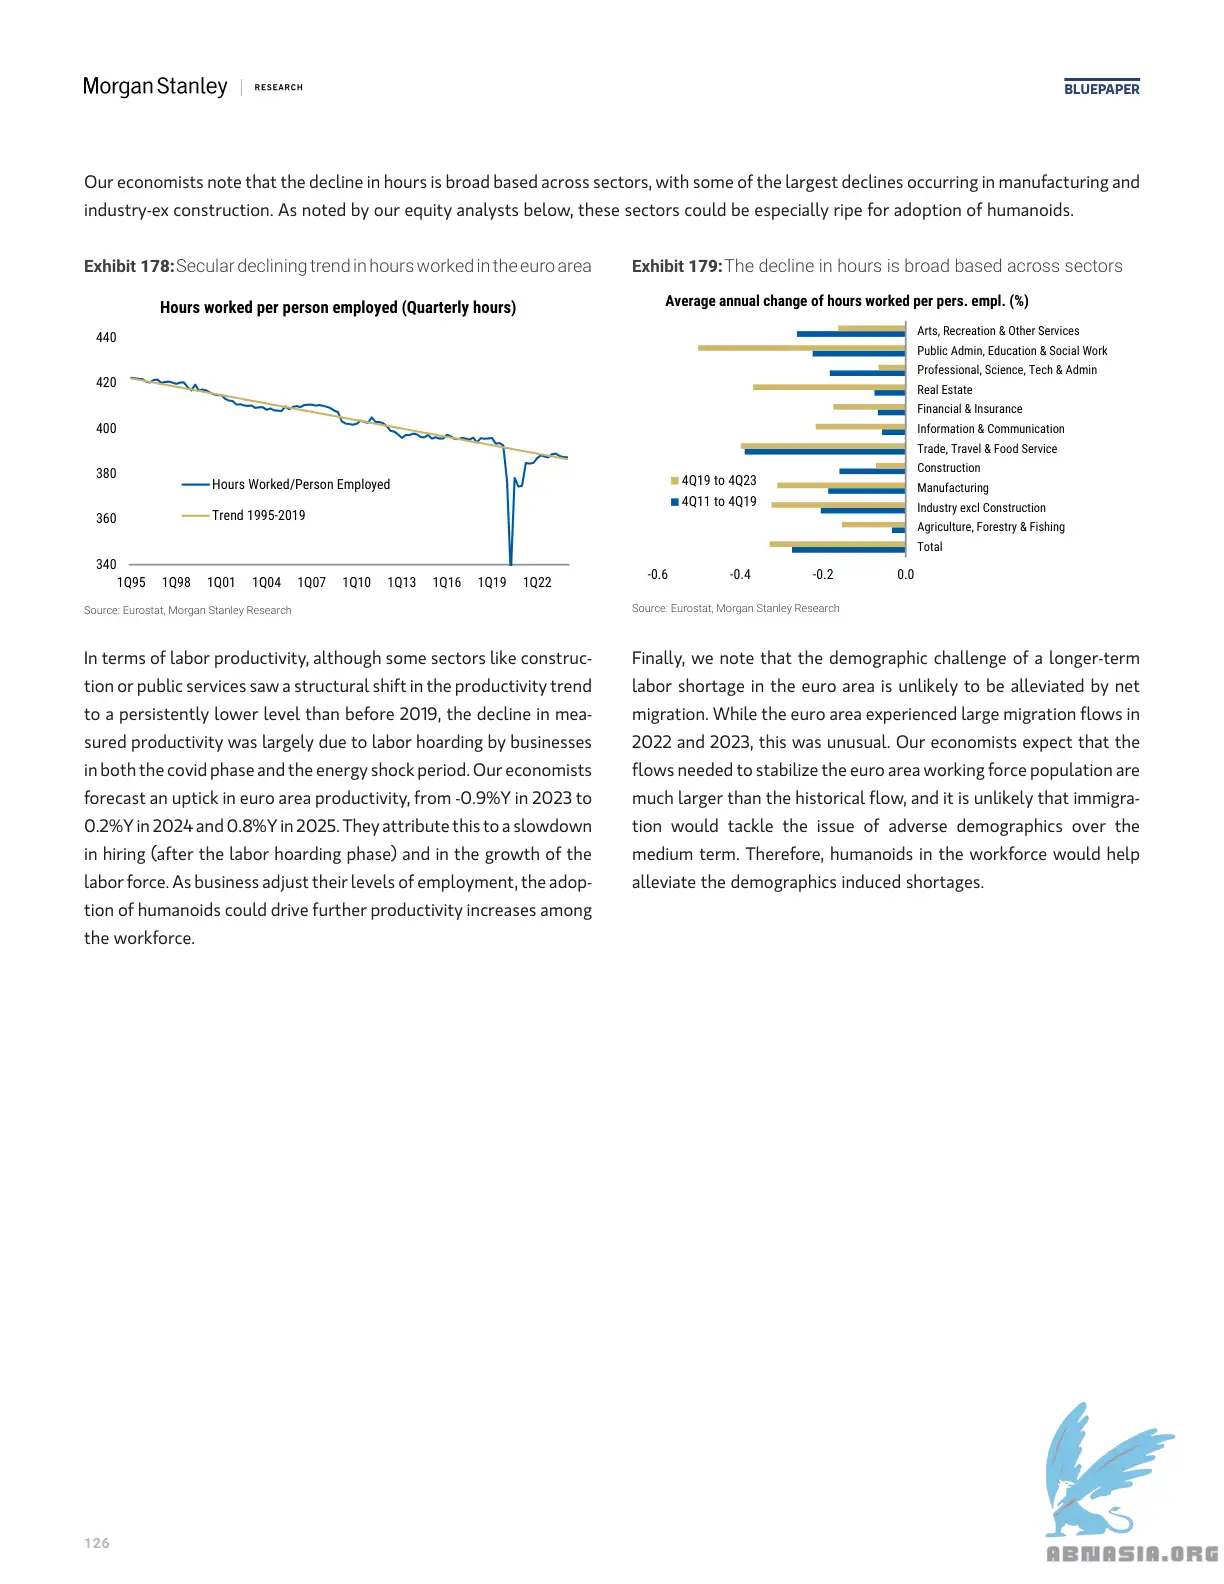 Morgan Stanley | RESEARCH
BLUEPAPER
Our economists note that the decline in hours is broad based across sectors, with some of the largest declines occurring in manufacturing and
industry-ex construction. As noted by our equity analysts below, these sectors could be especially ripe for adoption of humanoids.
Exhibit 178: Secular declining trend in hours worked in the euro area
Hours worked per person employed (Quarterly hours)
440
420
400
380
360
340
Hours Worked/Person Employed
Trend 1995-2019
1Q95 1Q98 1Q01 1Q04 1Q07 1Q10 1Q13 1Q16 1Q19 1Q22
Source: Eurostat, Morgan Stanley Research
Exhibit 179: The decline in hours is broad based across sectors
Average annual change of hours worked per pers. empl. (%)
Arts, Recreation & Other Services
Public Admin, Education & Social Work
Professional, Science, Tech & Admin
Real Estate
Financial & Insurance
Information & Communication
Trade, Travel & Food Service
Construction
Manufacturing
Industry excl Construction
Agriculture, Forestry & Fishing
Total
4Q19 to 4Q23
4Q11 to 4Q19
-0.6 -0.4 -0.2 0.0
Source: Eurostat, Morgan Stanley Research
In terms of labor productivity, although some sectors like construc-
tion or public services saw a structural shift in the productivity trend
to a persistently lower level than before 2019, the decline in mea-
sured productivity was largely due to labor hoarding by businesses
in both the covid phase and the energy shock period. Our economists
forecast an uptick in euro area productivity, from -0.9%Y in 2023 to
0.2%Y in 2024 and 0.8%Y in 2025. They attribute this to a slowdown
in hiring (after the labor hoarding phase) and in the growth of the
labor force. As business adjust their levels of employment, the adop-
tion of humanoids could drive further productivity increases among
the workforce.
Finally, we note that the demographic challenge of a longer-term
labor shortage in the euro area is unlikely to be alleviated by net
migration. While the euro area experienced large migration flows in
2022 and 2023, this was unusual. Our economists expect that the
flows needed to stabilize the euro area working force population are
much larger than the historical flow, and it is unlikely that immigra-
tion would tackle the issue of adverse demographics over the
medium term. Therefore, humanoids in the workforce would help
alleviate the demographics induced shortages.
126
ABNASIA.ORG